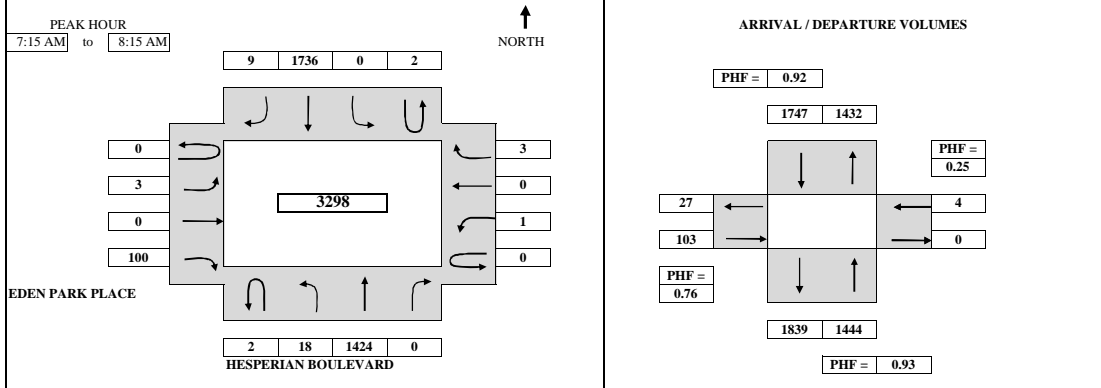 PEAK HOUR
7:15 AM to 8:15 AM
NORTH
9 1736 0 2
0
3
0
100
3298
3
0
1
0
EDEN PARK PLACE
2 18 1424 0
HESPERIAN BOULEVARD
ARRIVAL / DEPARTURE VOLUMES
PHF = 0.92
1747 1432
PHF =
0.25
27
103
4
0
PHF =
0.76
1839 1444
PHF = 0.93